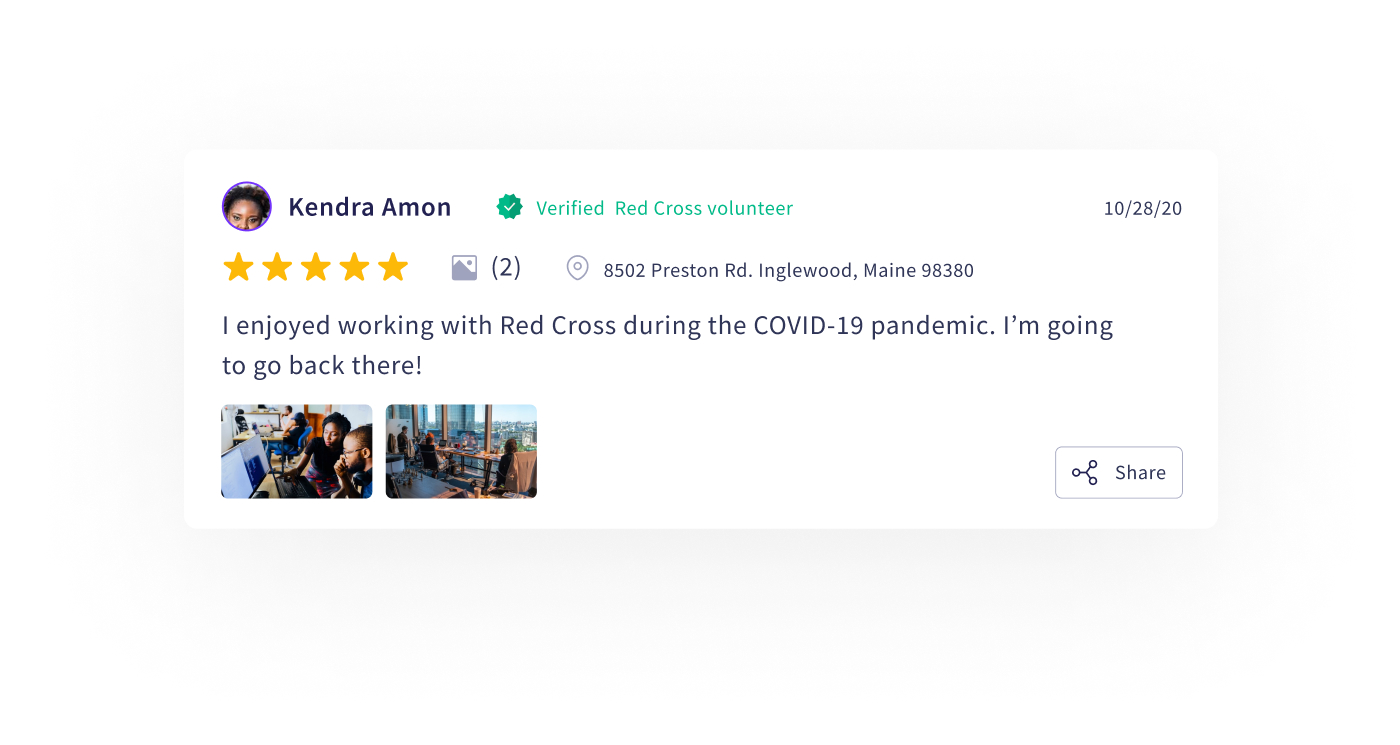 Kendra Amon
Verified Red Cross volunteer
10/28/20
(2)
8502 Preston Rd. Inglewood, Maine 98380
I enjoyed working with Red Cross during the COVID-19 pandemic. I’m going
to go back there!
Share